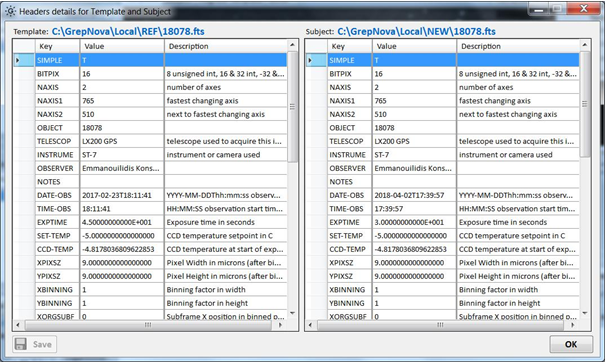 Headers details for Template and Subject
Template: C:\GrepNova\Local\REF\18078.fts
Key Value Description
SIMPLE T
BITPIX 16 8 unsigned int, 16 & 32 int, -32 &...
NAXIS 2 number of axes
NAXIS1 765 fastest changing axis
NAXIS2 510 next to fastest changing axis
OBJECT 18078
TELESCOP LX200 GPS telescope used to acquire this i...
INSTRUME ST-7 instrument or camera used
OBSERVER Emmanouilidis Kons...
NOTES
DATE-OBS 2017-02-23T18:11:41 YYYY-MM-DDThh:mm:ss observ...
TIME-OBS 18:11:41 HH:MM:SS observation start tim...
EXPTIME 4.5000000000E+001 Exposure time in seconds
SET-TEMP -5.0000000000000000 CCD temperature setpoint in C
CCD-TEMP -4.8178036809622853 CCD temperature at start of exp...
XPIXSZ 9.0000000000000000 Pixel Width in microns (after bi...
YPIXSZ 9.0000000000000000 Pixel Height in microns (after bi...
XBINNING 1 Binning factor in width
YBINNING 1 Binning factor in height
XORGSUBF 0 Subframe X position in binned p...
Subject: C:\GrepNova\Local\NEW\18078.fts
Key Value Description
SIMPLE T
BITPIX 16 8 unsigned int, 16 & 32 int, -32 &...
NAXIS 2 number of axes
NAXIS1 765 fastest changing axis
NAXIS2 510 next to fastest changing axis
OBJECT 18078
TELESCOP LX200 GPS telescope used to acquire this i...
INSTRUME ST-7 instrument or camera used
OBSERVER Emmanouilidis Kons...
NOTES
DATE-OBS 2018-04-02T17:39:57 YYYY-MM-DDThh:mm:ss observ...
TIME-OBS 17:39:57 HH:MM:SS observation start tim...
EXPTIME 3.0000000000E+001 Exposure time in seconds
SET-TEMP -5.0000000000000000 CCD temperature setpoint in C
CCD-TEMP -4.8178036809622853 CCD temperature at start of exp...
XPIXSZ 9.0000000000000000 Pixel Width in microns (after bi...
YPIXSZ 9.0000000000000000 Pixel Height in microns (after bi...
XBINNING 1 Binning factor in width
YBINNING 1 Binning factor in height
XORGSUBF 0 Subframe X position in binned p...
Save
OK